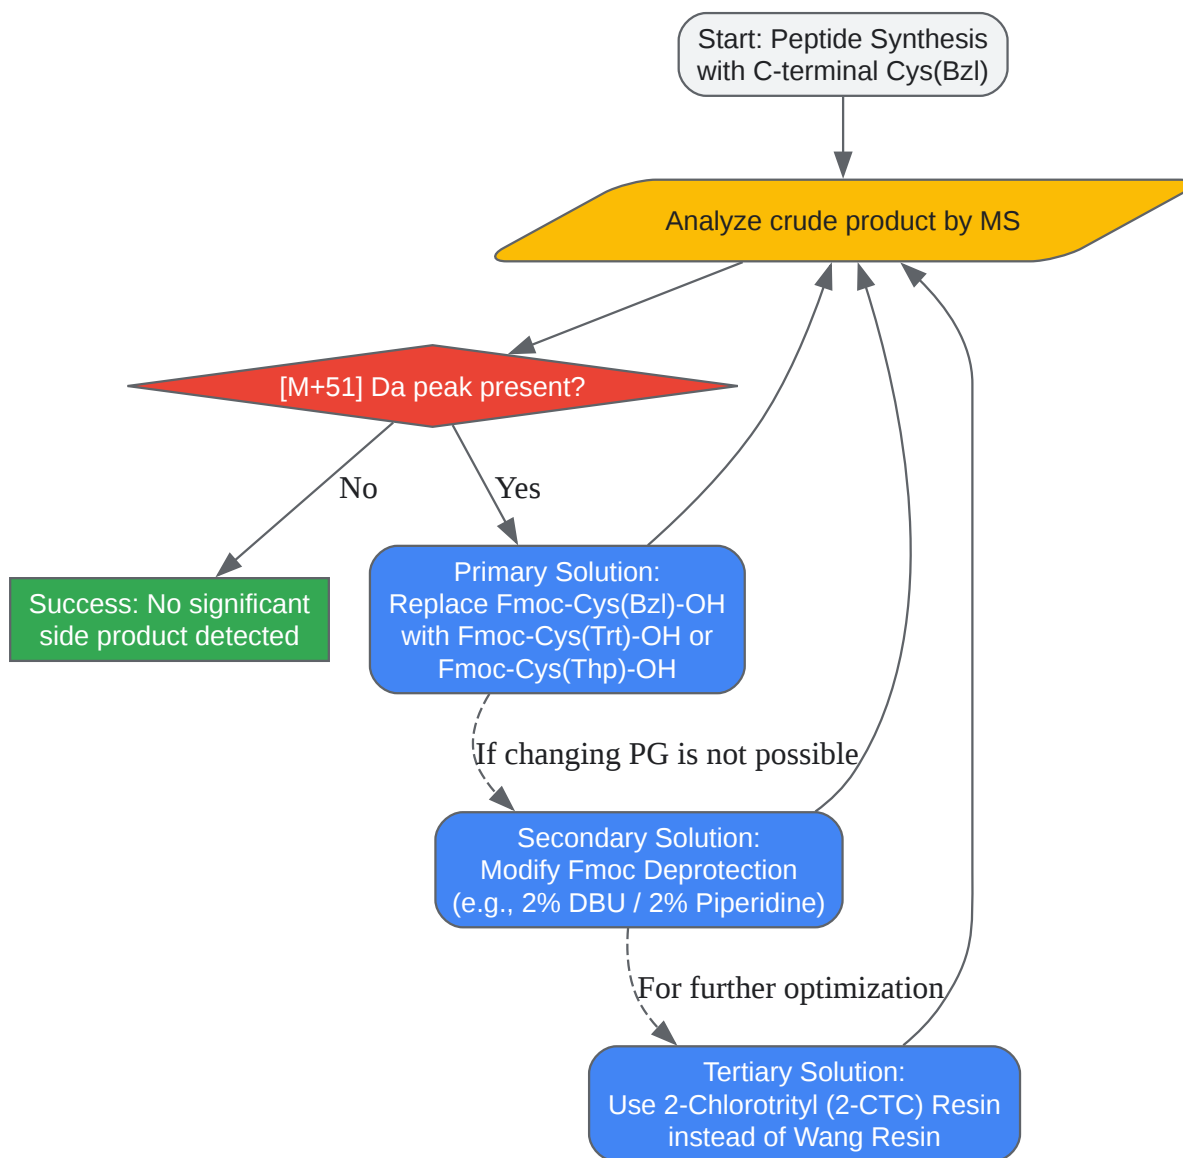 Start: Peptide Synthesis
with C-terminal Cys(Bzl)
Analyze crude product by MS
[M+51] Da peak present?
No
Yes
Primary Solution:
Replace Fmoc-Cys(Bzl)-OH
with Fmoc-Cys(Trt)-OH or
Fmoc-Cys(Thp)-OH
Success: No significant
side product detected
If changing PG is not possible
Secondary Solution:
Modify Fmoc Deprotection
(e.g., 2% DBU / 2% Piperidine)
For further optimization
Tertiary Solution:
Use 2-Chlorotrityl (2-CTC) Resin
instead of Wang Resin